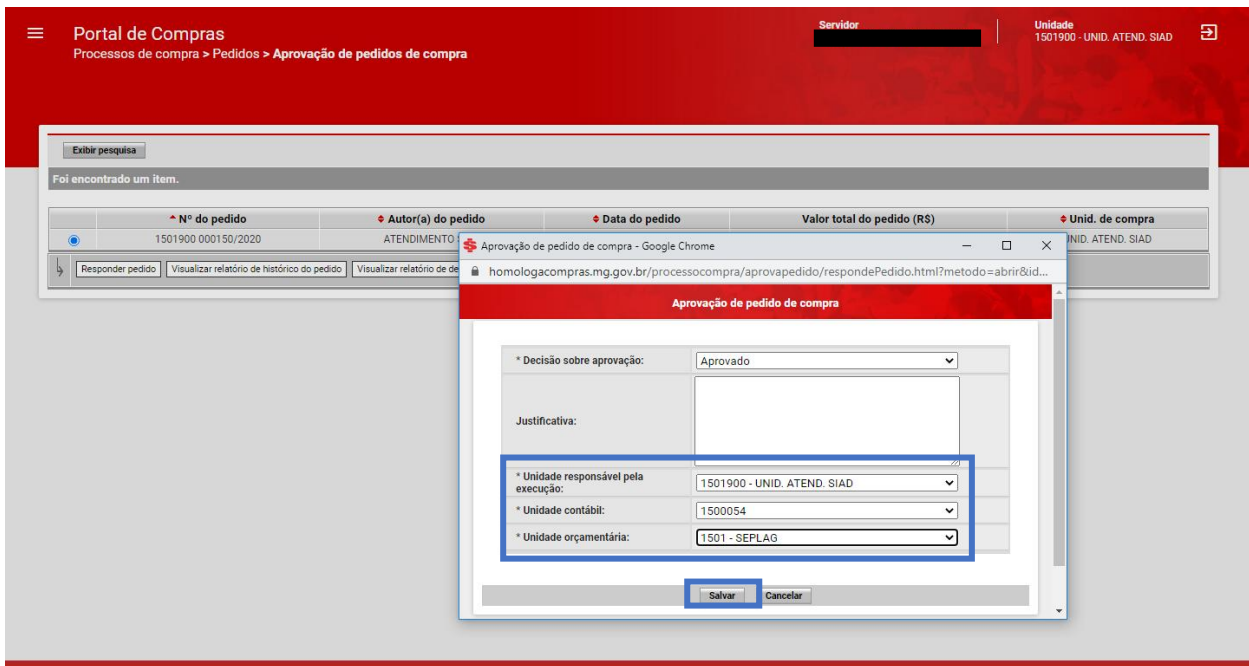 Portal de Compras
Processos de compra > Pedidos > Aprovação de pedidos de compra
Servidor
Unidade
1501900 - UNID. ATEND. SIAD
Exibir pesquisa
Foi encontrado um item.
Nº do pedido Autor(a) do pedido Data do pedido Valor total do pedido (R$) Unid. de compra
1501900 000150/2020 ATENDIMENTO UNID. ATEND. SIAD
Responder pedido Visualizar relatório de histórico do pedido Visualizar relatório de de
Aprovação de pedido de compra - Google Chrome
homologacompras.mg.gov.br/processocompra/aprovapedido/respondePedido.html?metodo=abrir&id...
Aprovação de pedido de compra
* Decisão sobre aprovação: Aprovado
Justificativa:
* Unidade responsável pela
execução:
1501900 - UNID. ATEND. SIAD
* Unidade contábil: 1500054
* Unidade orçamentária: 1501 - SEPLAG
Salvar Cancelar